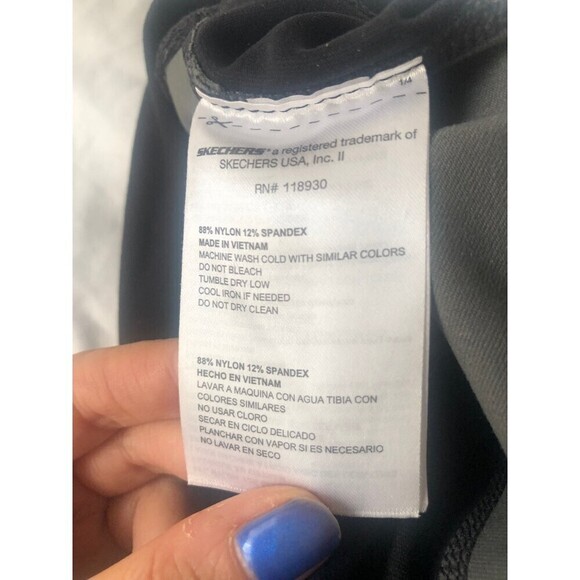 1/4
SKECHERS® a registered trademark of
SKECHERS USA, Inc. II
RN# 118930
88% NYLON 12% SPANDEX
MADE IN VIETNAM
MACHINE WASH COLD WITH SIMILAR COLORS
DO NOT BLEACH
TUMBLE DRY LOW
COOL IRON IF NEEDED
DO NOT DRY CLEAN
88% NYLON 12% SPANDEX
HECHO EN VIETNAM
LAVAR A MAQUINA CON AGUA TIBIA CON
COLORES SIMILARES
NO USAR CLORO
SECAR EN CICLO DELICADO
PLANCHAR CON VAPOR SI ES NECESARIO
NO LAVAR EN SECO